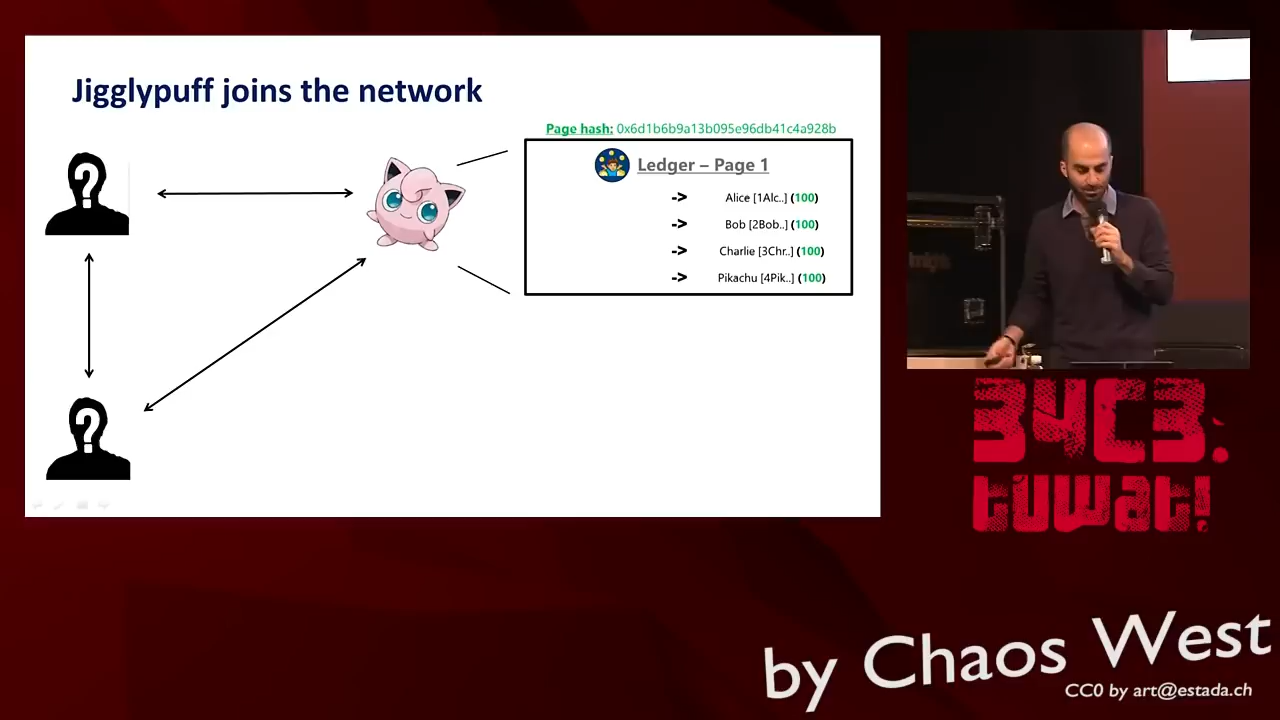 Jigglypuff joins the network
Page hash: 0x6d1b6b9a13b095e96db41c4a928b
Ledger – Page 1
-> Alice [1Alc..] (100)
-> Bob [2Bob..] (100)
-> Charlie [3Chr..] (100)
-> Pikachu [4Pik..] (100)
?
?
34C3:
tuwat!
by Chaos West
CC0 by art@estada.ch